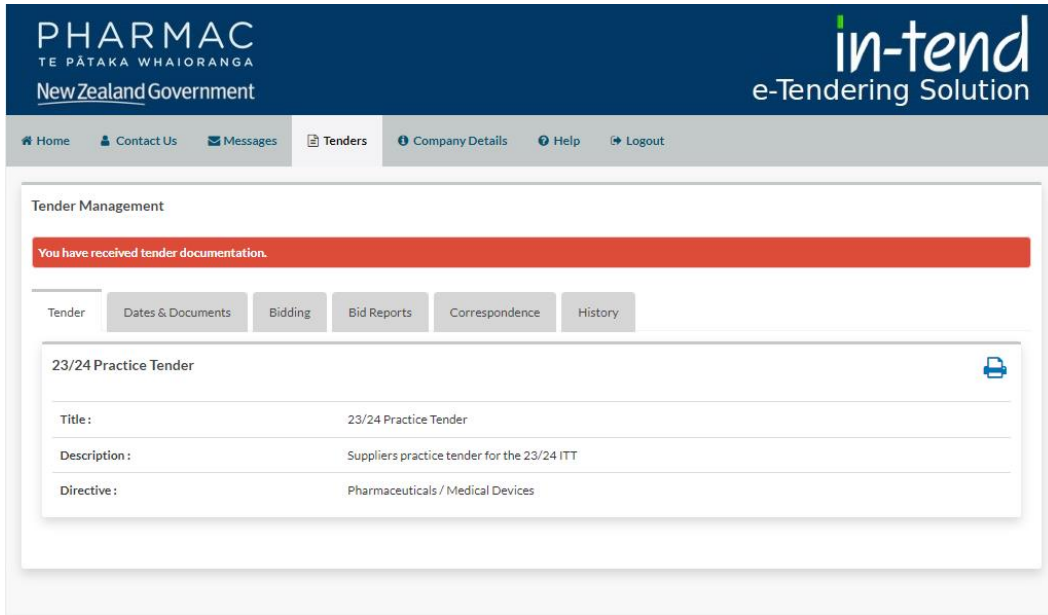 PHARMAC
TE PĀTAKA WHAIORANGA
New Zealand Government
in-tend
e-Tendering Solution
Home Contact Us Messages Tenders Company Details Help Logout
Tender Management
You have received tender documentation.
Tender Dates & Documents Bidding Bid Reports Correspondence History
23/24 Practice Tender
Title : 23/24 Practice Tender
Description : Suppliers practice tender for the 23/24 ITT
Directive : Pharmaceuticals / Medical Devices